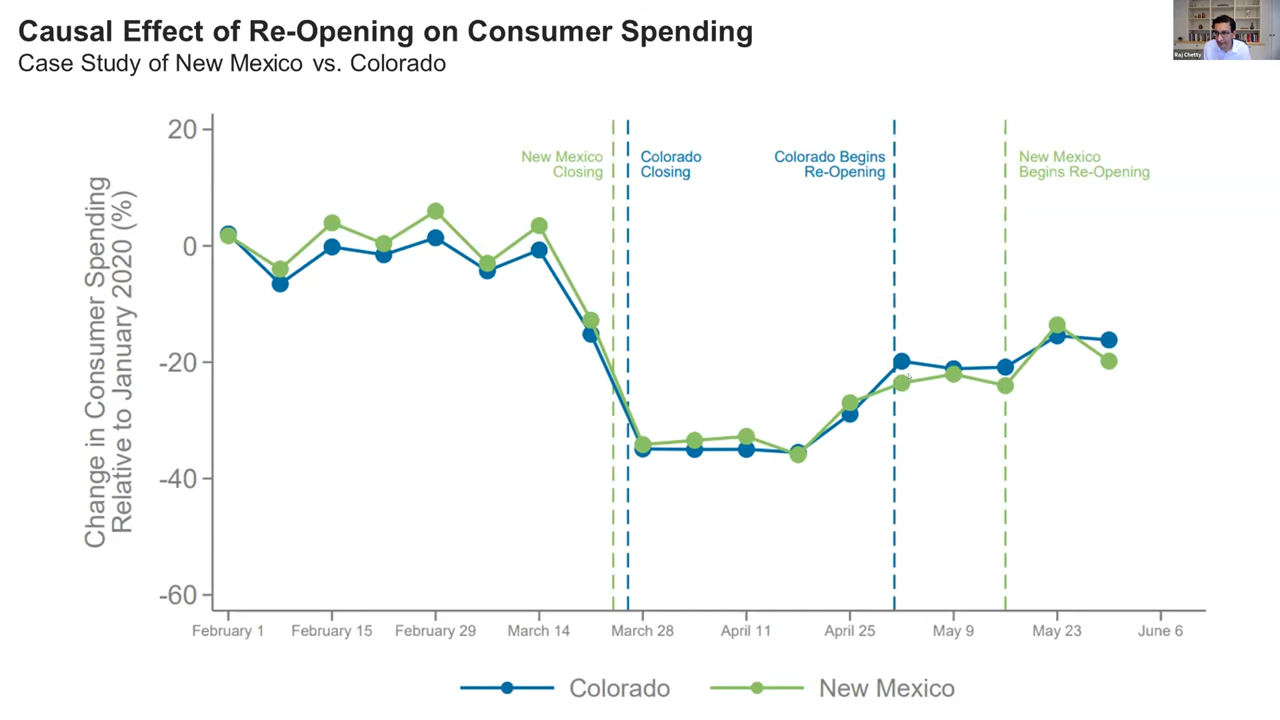 Causal Effect of Re-Opening on Consumer Spending
Case Study of New Mexico vs. Colorado
Raj Chetty
Change in Consumer Spending
Relative to January 2020 (%)
20
0
-20
-40
-60
New Mexico
Closing
Colorado
Closing
Colorado Begins
Re-Opening
New Mexico
Begins Re-Opening
February 1
February 15
February 29
March 14
March 28
April 11
April 25
May 9
May 23
June 6
Colorado
New Mexico